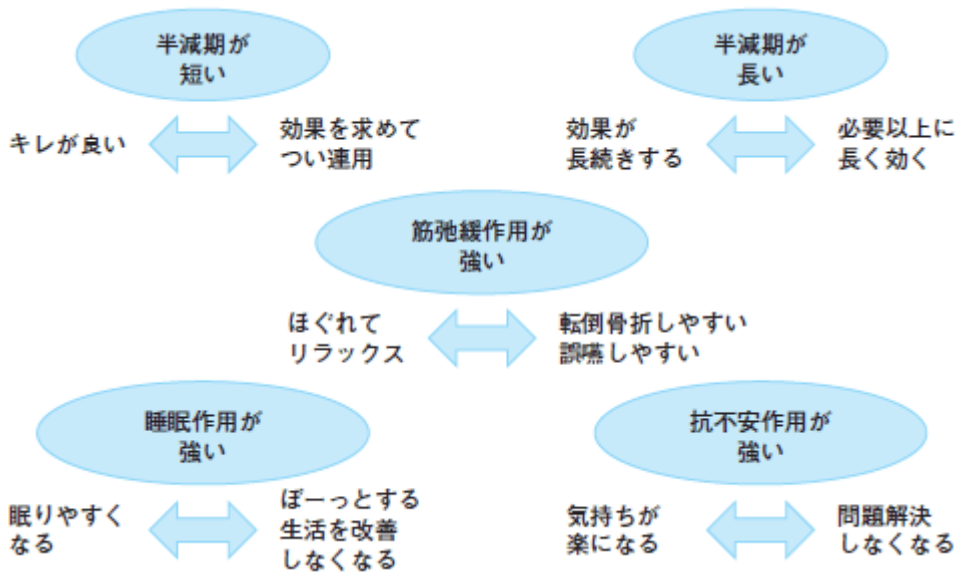 半減期が
短い
キレが良い
効果を求めて
つい連用
半減期が
長い
効果が
長続きする
必要以上に
長く効く
筋弛緩作用が
強い
ほぐれて
リラックス
転倒骨折しやすい
誤嚥しやすい
睡眠作用が
強い
眠りやすく
なる
ぼーっとする
生活を改善
しなくなる
抗不安作用が
強い
気持ちが
楽になる
問題解決
しなくなる